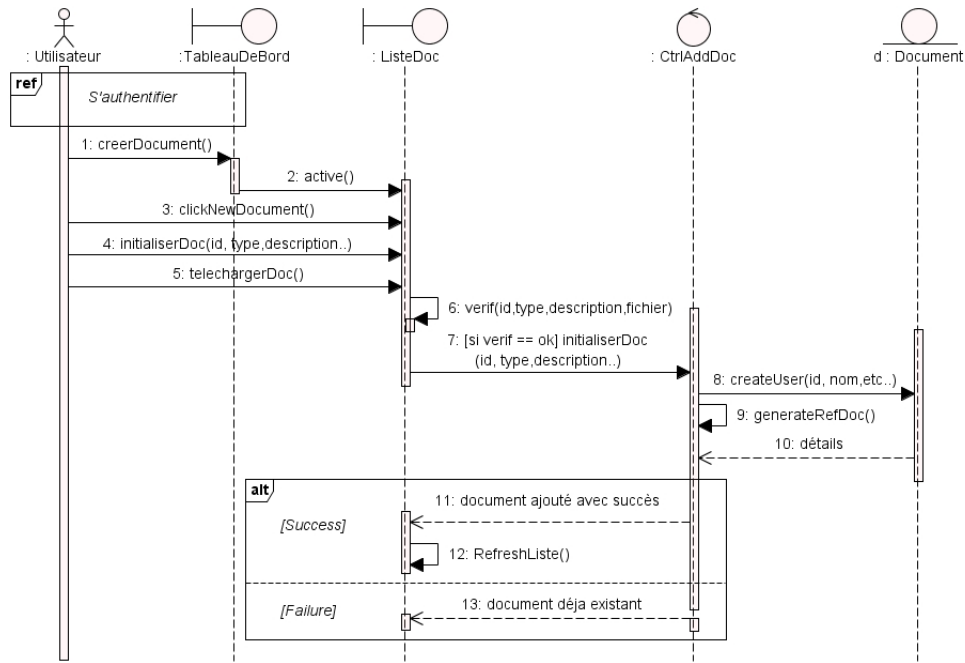 : Utilisateur
:TableauDeBord
: ListeDoc
: CtrlAddDoc
d : Document
ref
S'authentifier
1: creerDocument()
2: active()
3: clickNewDocument()
4: initialiserDoc(id, type,description..)
5: telechargerDoc()
6: verif(id,type,description,fichier)
7: [si verif == ok] initialiserDoc
(id, type,description..)
8: createUser(id, nom,etc..)
9: generateRefDoc()
10: détails
alt
11: document ajouté avec succès
[Success]
12: RefreshListe()
13: document déja existant
[Failure]